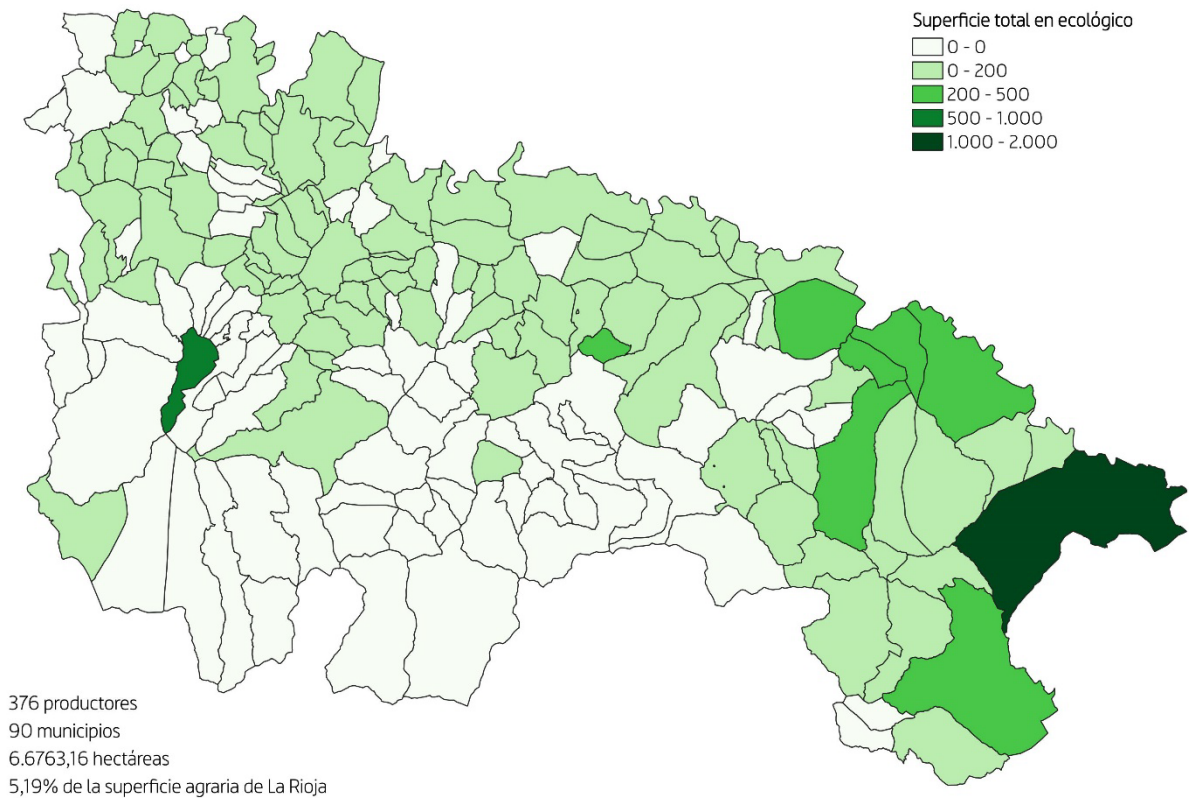 Superficie total en ecológico
0 - 0
0 - 200
200 - 500
500 - 1.000
1.000 - 2.000
376 productores
90 municipios
6.6763,16 hectáreas
5,19% de la superficie agraria de La Rioja